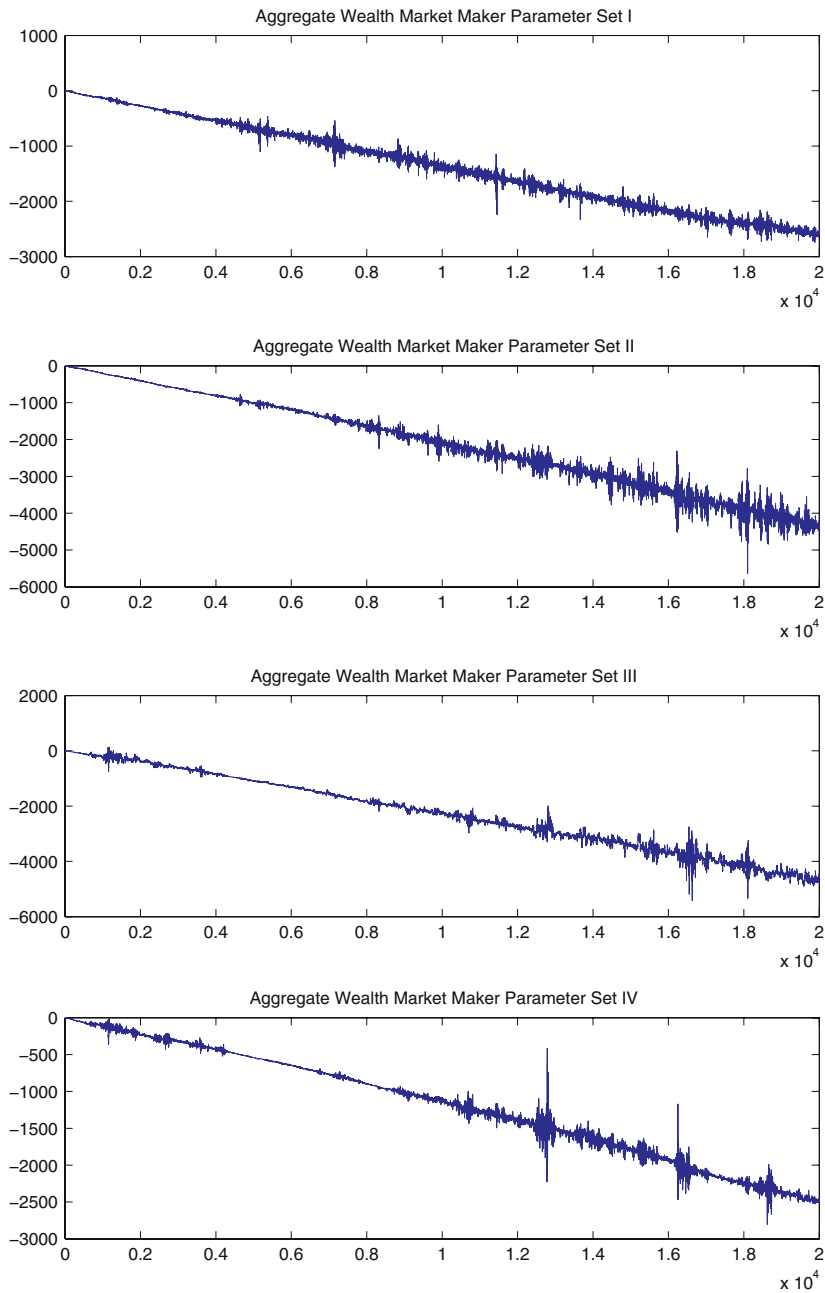 Aggregate Wealth Market Maker Parameter Set I
1000
0
−1000
−2000
−3000
0 0.2 0.4 0.6 0.8 1 1.2 1.4 1.6 1.8 2
x 10^4
Aggregate Wealth Market Maker Parameter Set II
0
−1000
−2000
−3000
−4000
−5000
−6000
0 0.2 0.4 0.6 0.8 1 1.2 1.4 1.6 1.8 2
x 10^4
Aggregate Wealth Market Maker Parameter Set III
2000
0
−2000
−4000
−6000
0 0.2 0.4 0.6 0.8 1 1.2 1.4 1.6 1.8 2
x 10^4
Aggregate Wealth Market Maker Parameter Set IV
0
−500
−1000
−1500
−2000
−2500
−3000
0 0.2 0.4 0.6 0.8 1 1.2 1.4 1.6 1.8 2
x 10^4